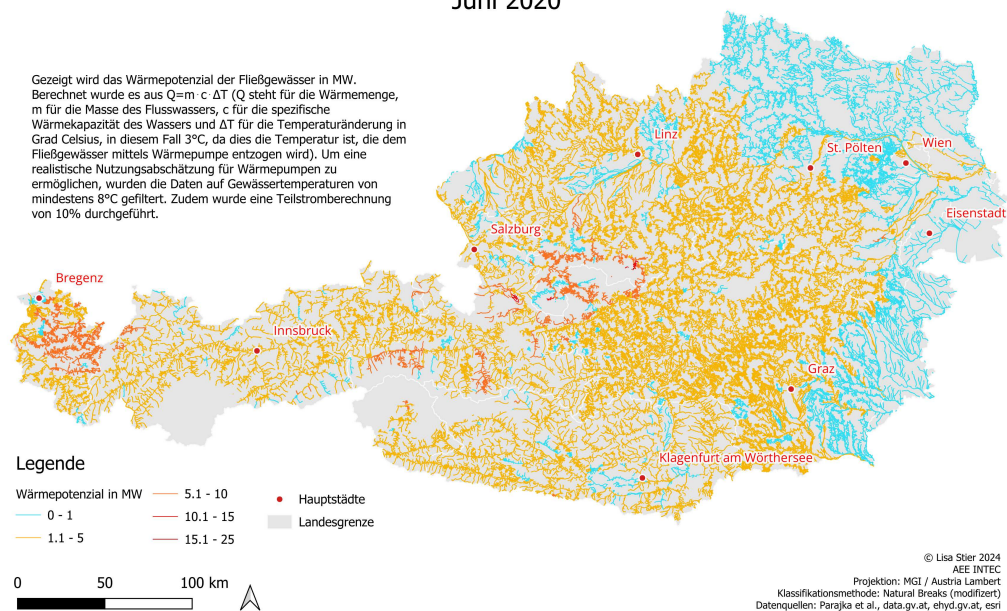 Juni 2020
Gezeigt wird das Wärmepotenzial der Fließgewässer in MW.
Berechnet wurde es aus Q=m·c·ΔT (Q steht für die Wärmemenge,
m für die Masse des Flusswassers, c für die spezifische
Wärmekapazität des Wassers und ΔT für die Temperaturänderung in
Grad Celsius, in diesem Fall 3°C, da dies die Temperatur ist, die dem
Fließgewässer mittels Wärmepumpe entzogen wird). Um eine
realistische Nutzungsabschätzung für Wärmepumpen zu
ermöglichen, wurden die Daten auf Gewässertemperaturen von
mindestens 8°C gefiltert. Zudem wurde eine Teilstromberechnung
von 10% durchgeführt.
Linz
St. Pölten
Wien
Eisenstadt
Salzburg
Bregenz
Innsbruck
Graz
Klagenfurt am Wörthersee
Legende
Wärmepotenzial in MW
0 - 1
1.1 - 5
5.1 - 10
10.1 - 15
15.1 - 25
Hauptstädte
Landesgrenze
0 50 100 km
© Lisa Stier 2024
AEE INTEC
Projektion: MGI / Austria Lambert
Klassifikationsmethode: Natural Breaks (modifizert)
Datenquellen: Parajka et al., data.gv.at, ehyd.gv.at, esri